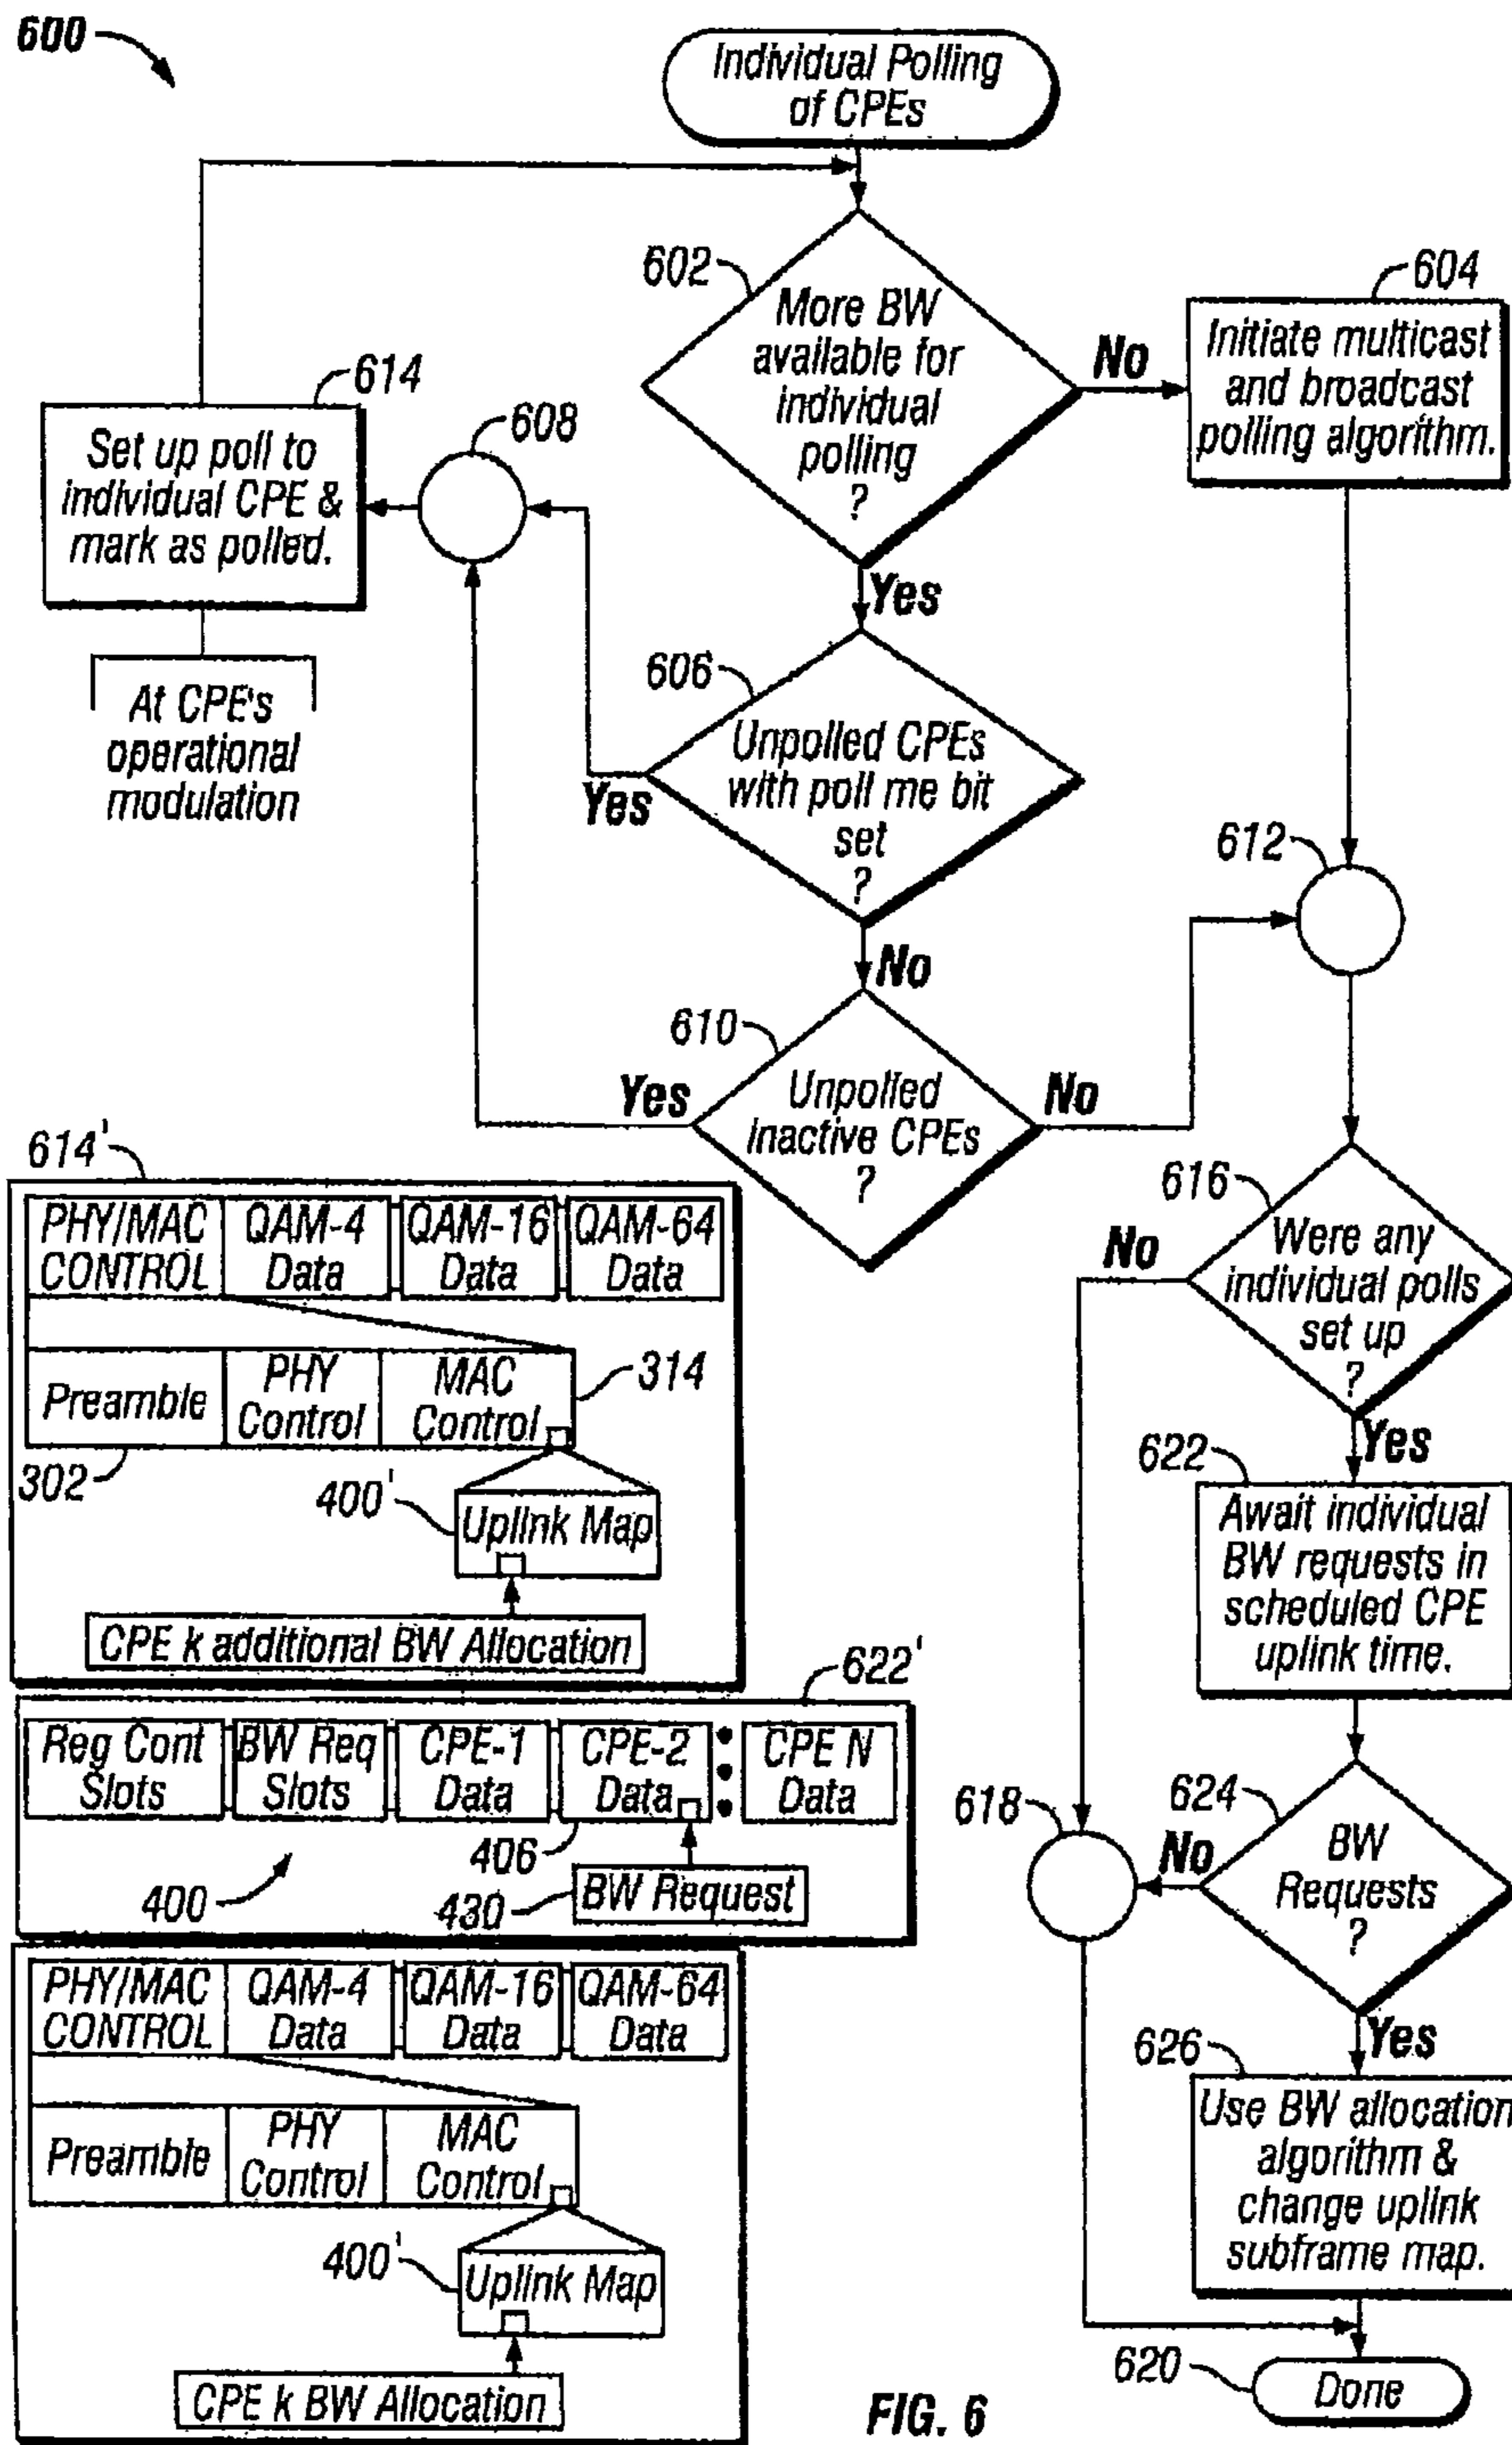 600
Individual Polling
of CPEs
602
More BW
available for
individual
polling
?
No
604
Initiate multicast
and broadcast
polling algorithm.
614
Set up poll to
individual CPE &
mark as polled.
608
Yes
At CPE's
operational
modulation
606
Unpolled CPEs
with poll me bit
set
?
Yes
No
612
610
Unpolled
inactive CPEs
?
Yes
No
616
Were any
individual polls
set up
?
No
Yes
614'
PHY/MAC
CONTROL
QAM-4
Data
QAM-16
Data
QAM-64
Data
Preamble
PHY
Control
MAC
Control
314
302
400'
Uplink Map
CPE k additional BW Allocation
622
Await individual
BW requests in
scheduled CPE
uplink time.
622'
Reg Cont
Slots
BW Req
Slots
CPE-1
Data
CPE-2
Data
CPE N
Data
406
400
430
BW Request
618
624
BW
Requests
?
No
Yes
PHY/MAC
CONTROL
QAM-4
Data
QAM-16
Data
QAM-64
Data
Preamble
PHY
Control
MAC
Control
400'
Uplink Map
CPE k BW Allocation
626
Use BW allocation
algorithm &
change uplink
subframe map.
620
Done
FIG. 6